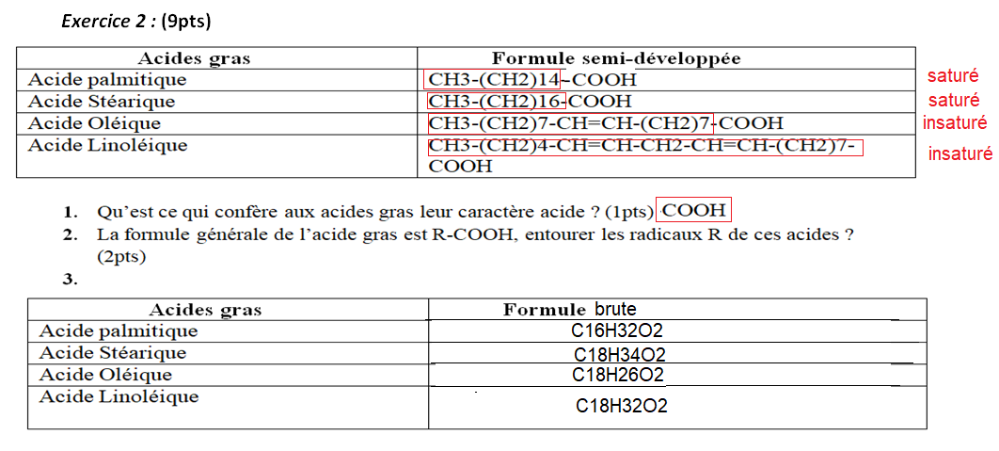 Exercice 2 : (9pts)
Acides gras Formule semi-développée
Acide palmitique CH3-(CH2)14-COOH saturé
Acide Stéarique CH3-(CH2)16-COOH saturé
Acide Oléique CH3-(CH2)7-CH=CH-(CH2)7-COOH insaturé
Acide Linoléique CH3-(CH2)4-CH=CH-CH2-CH=CH-(CH2)7- insaturé
COOH
1. Qu’est ce qui confère aux acides gras leur caractère acide ? (1pts) COOH
2. La formule générale de l’acide gras est R-COOH, entourer les radicaux R de ces acides ?
(2pts)
3.
Acides gras Formule brute
Acide palmitique C16H32O2
Acide Stéarique C18H34O2
Acide Oléique C18H26O2
Acide Linoléique C18H32O2